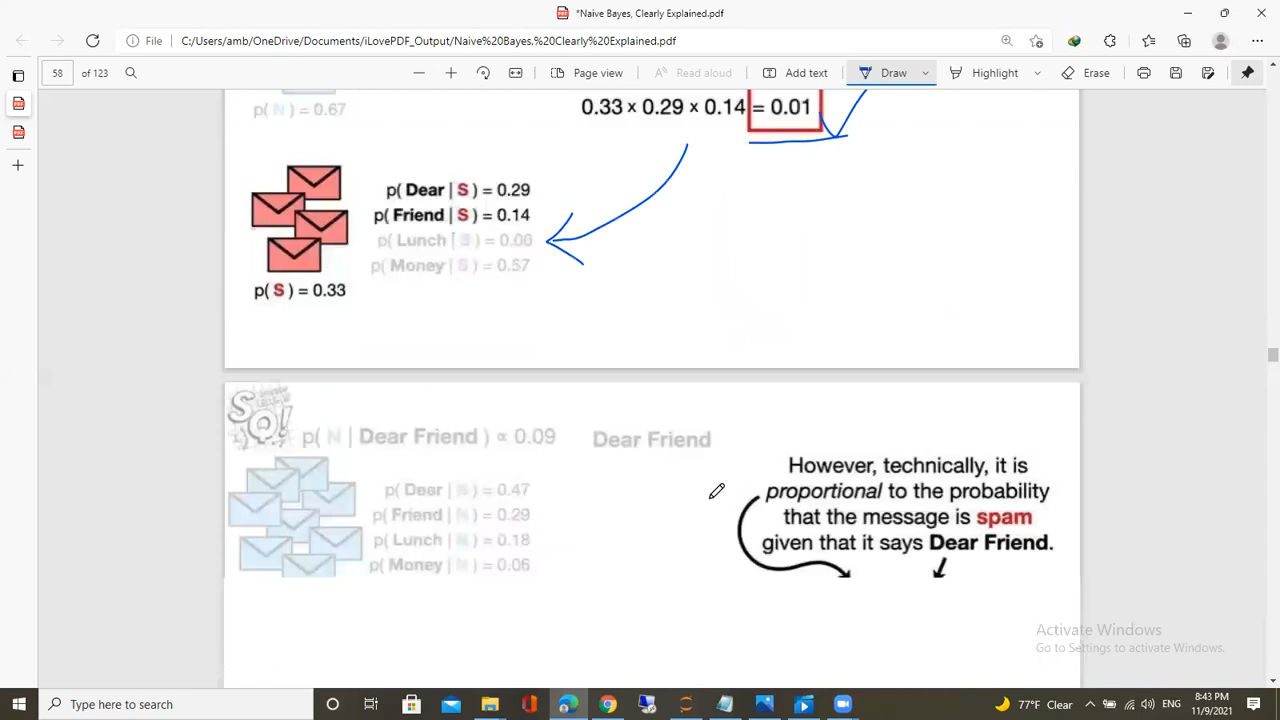 *Naive Bayes, Clearly Explained.pdf
File C:/Users/amb/OneDrive/Documents/iLovePDF_Output/Naive%20Bayes,%20Clearly%20Explained.pdf
58 of 123 Page view Read aloud Add text Draw Highlight Erase
p( N ) = 0.67
0.33 × 0.29 × 0.14 = 0.01
p( Dear | S ) = 0.29
p( Friend | S ) = 0.14
p( Lunch | S ) = 0.00
p( Money | S ) = 0.57
p( S ) = 0.33
SQ!
p( N | Dear Friend ) ∝ 0.09 Dear Friend
p( Dear | N ) = 0.47
p( Friend | N ) = 0.29
p( Lunch | N ) = 0.18
p( Money | N ) = 0.06
However, technically, it is
proportional to the probability
that the message is spam
given that it says Dear Friend.
Activate Windows
Go to Settings to activate Windows.
Type here to search
77°F Clear
8:43 PM
11/9/2021